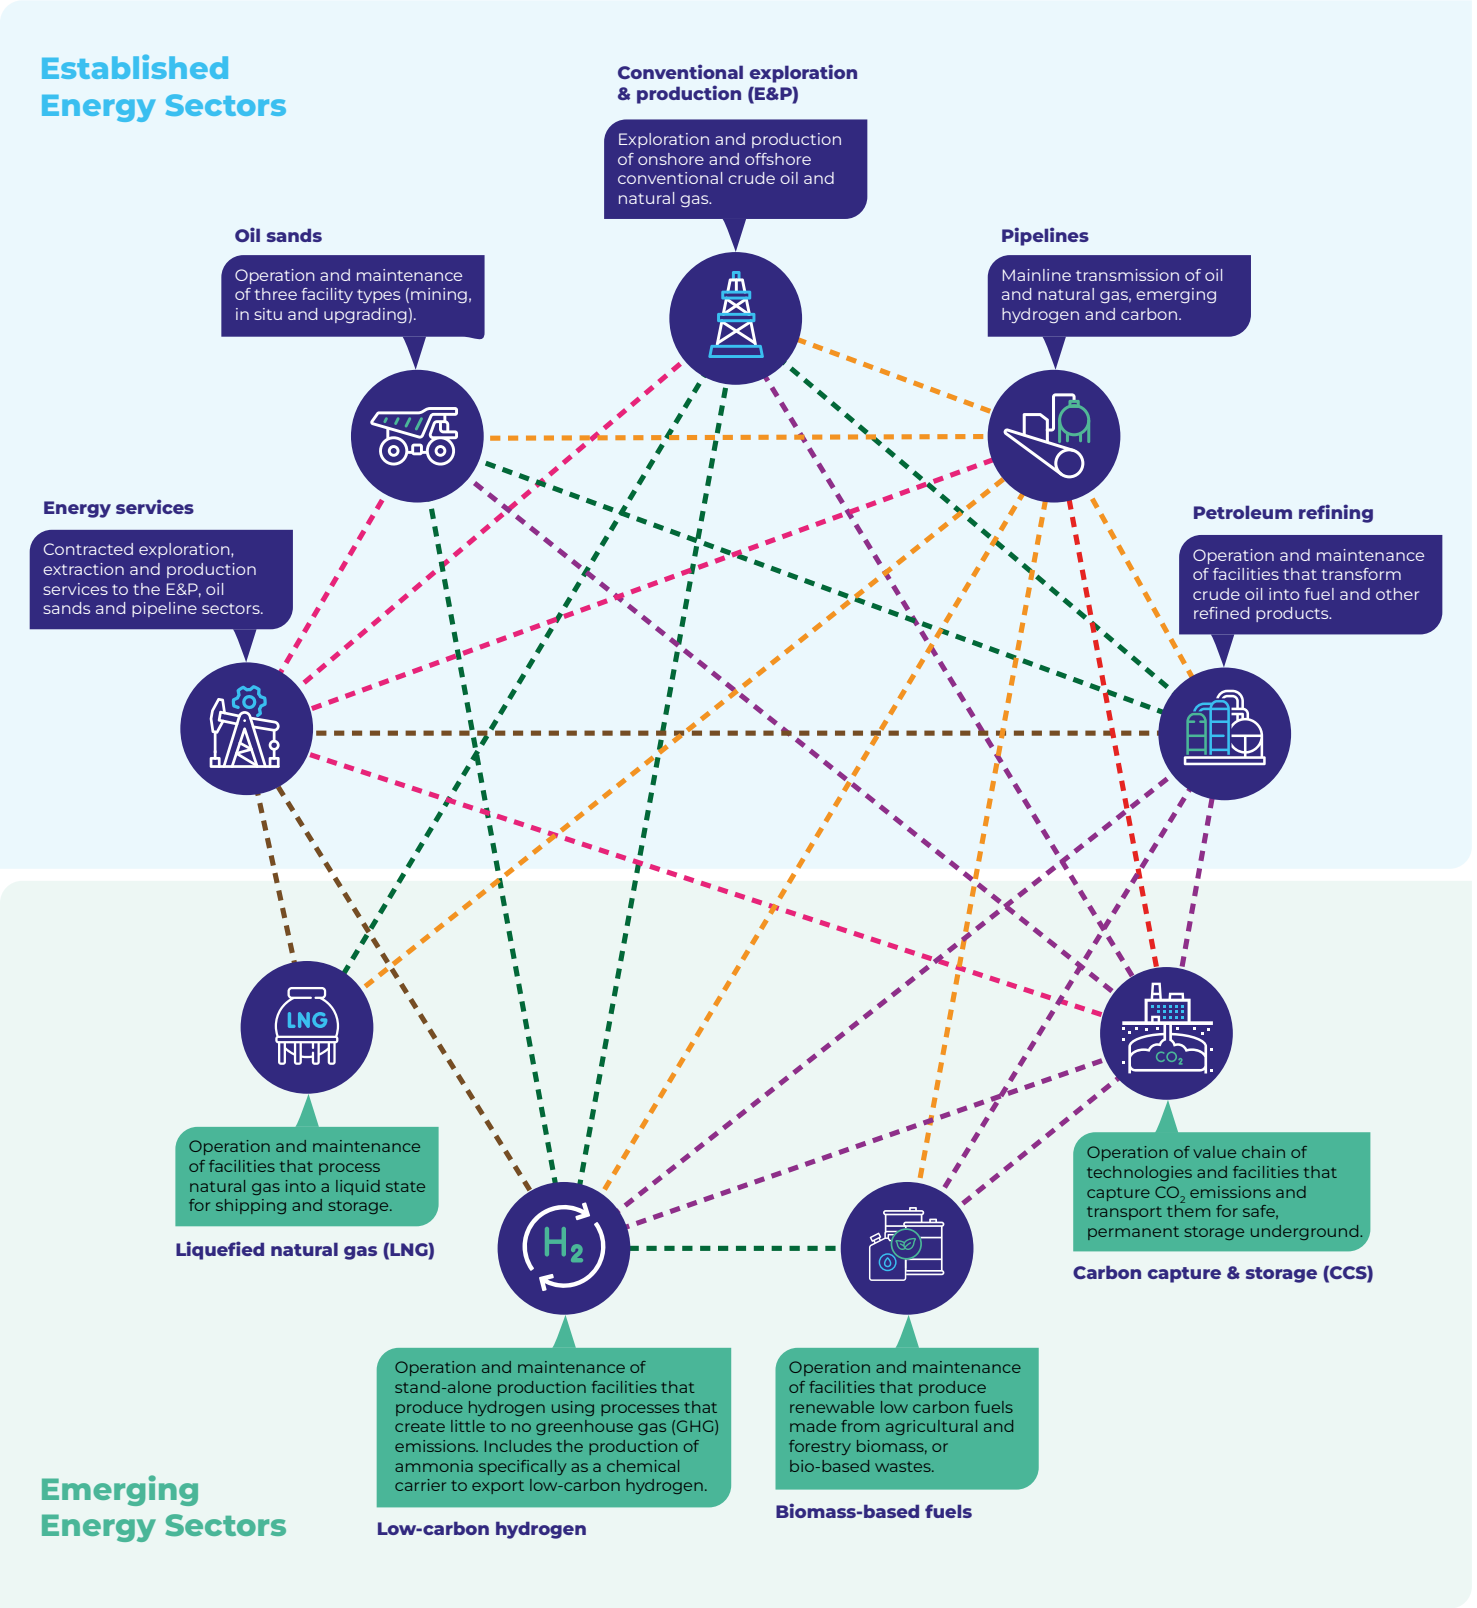 Established
Energy Sectors
Conventional exploration
& production (E&P)
Exploration and production
of onshore and offshore
conventional crude oil and
natural gas.
Oil sands
Operation and maintenance
of three facility types (mining,
in situ and upgrading).
Pipelines
Mainline transmission of oil
and natural gas, emerging
hydrogen and carbon.
Energy services
Contracted exploration,
extraction and production
services to the E&P, oil
sands and pipeline sectors.
Petroleum refining
Operation and maintenance
of facilities that transform
crude oil into fuel and other
refined products.
LNG
Operation and maintenance
of facilities that process
natural gas into a liquid state
for shipping and storage.
Liquefied natural gas (LNG)
CO₂
Operation of value chain of
technologies and facilities that
capture CO₂ emissions and
transport them for safe,
permanent storage underground.
Carbon capture & storage (CCS)
H₂
Operation and maintenance of
stand-alone production facilities that
produce hydrogen using processes that
create little to no greenhouse gas (GHG)
emissions. Includes the production of
ammonia specifically as a chemical
carrier to export low-carbon hydrogen.
Low-carbon hydrogen
Operation and maintenance
of facilities that produce
renewable low carbon fuels
made from agricultural and
forestry biomass, or
bio-based wastes.
Biomass-based fuels
Emerging
Energy Sectors